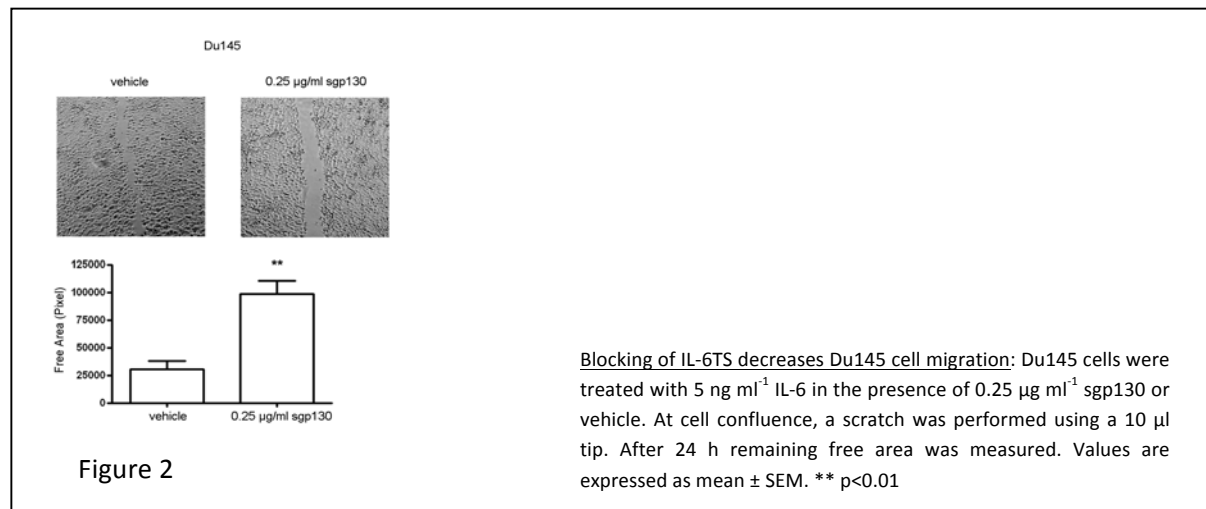 Du145
vehicle
0.25 µg/ml sgp130
125000
**
100000
75000
50000
25000
0
Free Area (Pixel)
vehicle
0.25 µg/ml sgp130
Figure 2
Blocking of IL-6TS decreases Du145 cell migration: Du145 cells were
treated with 5 ng ml⁻¹ IL-6 in the presence of 0.25 µg ml⁻¹ sgp130 or
vehicle. At cell confluence, a scratch was performed using a 10 µl
tip. After 24 h remaining free area was measured. Values are
expressed as mean ± SEM. ** p<0.01